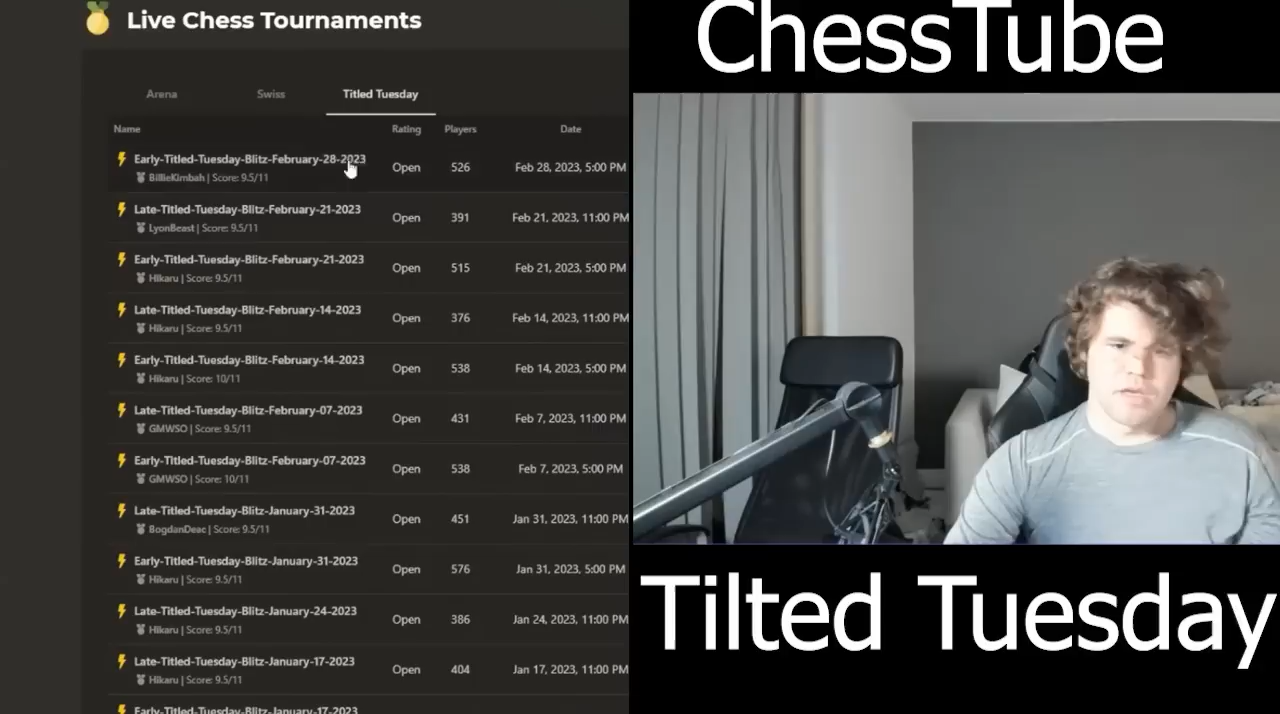 Live Chess Tournaments
Arena Swiss Titled Tuesday
Name Rating Players Date
Early-Titled-Tuesday-Blitz-February-28-2023 Open 526 Feb 28, 2023, 5:00 PM
BillieKimbah | Score: 9.5/11
Late-Titled-Tuesday-Blitz-February-21-2023 Open 391 Feb 21, 2023, 11:00 PM
LyonBeast | Score: 9.5/11
Early-Titled-Tuesday-Blitz-February-21-2023 Open 515 Feb 21, 2023, 5:00 PM
Hikaru | Score: 9.5/11
Late-Titled-Tuesday-Blitz-February-14-2023 Open 376 Feb 14, 2023, 11:00 PM
Hikaru | Score: 9.5/11
Early-Titled-Tuesday-Blitz-February-14-2023 Open 538 Feb 14, 2023, 5:00 PM
Hikaru | Score: 10/11
Late-Titled-Tuesday-Blitz-February-07-2023 Open 431 Feb 7, 2023, 11:00 PM
GMWSO | Score: 9.5/11
Early-Titled-Tuesday-Blitz-February-07-2023 Open 538 Feb 7, 2023, 5:00 PM
GMWSO | Score: 10/11
Late-Titled-Tuesday-Blitz-January-31-2023 Open 451 Jan 31, 2023, 11:00 PM
BogdanDeac | Score: 9.5/11
Early-Titled-Tuesday-Blitz-January-31-2023 Open 576 Jan 31, 2023, 5:00 PM
Hikaru | Score: 9.5/11
Late-Titled-Tuesday-Blitz-January-24-2023 Open 386 Jan 24, 2023, 11:00 PM
Hikaru | Score: 9.5/11
Late-Titled-Tuesday-Blitz-January-17-2023 Open 404 Jan 17, 2023, 11:00 PM
Hikaru | Score: 9.5/11
Early-Titled-Tuesday-Blitz-January-17-2023
ChessTube
Tilted Tuesday